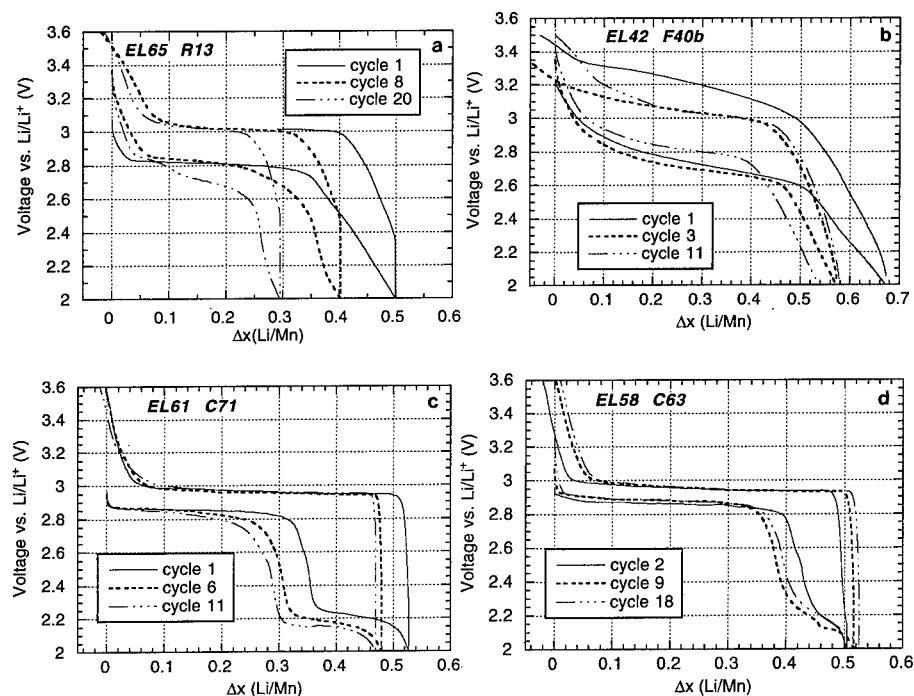 3.6
3.4
3.2
3.0
2.8
2.6
2.4
2.2
2
Voltage vs. Li/Li⁺ (V)
EL65 R13
a
cycle 1
cycle 8
cycle 20
0 0.1 0.2 0.3 0.4 0.5 0.6
Δx(Li/Mn)
3.6
3.4
3.2
3.0
2.8
2.6
2.4
2.2
2
Voltage vs. Li/Li⁺ (V)
EL42 F40b
b
cycle 1
cycle 3
cycle 11
0 0.1 0.2 0.3 0.4 0.5 0.6 0.7
Δx (Li/Mn)
3.6
3.4
3.2
3.0
2.8
2.6
2.4
2.2
2
Voltage vs. Li/Li⁺ (V)
EL61 C71
c
cycle 1
cycle 6
cycle 11
0 0.1 0.2 0.3 0.4 0.5 0.6
Δx (Li/Mn)
3.6
3.4
3.2
3.0
2.8
2.6
2.4
2.2
2
Voltage vs. Li/Li⁺ (V)
EL58 C63
d
cycle 2
cycle 9
cycle 18
0 0.1 0.2 0.3 0.4 0.5 0.6
Δx (Li/Mn)